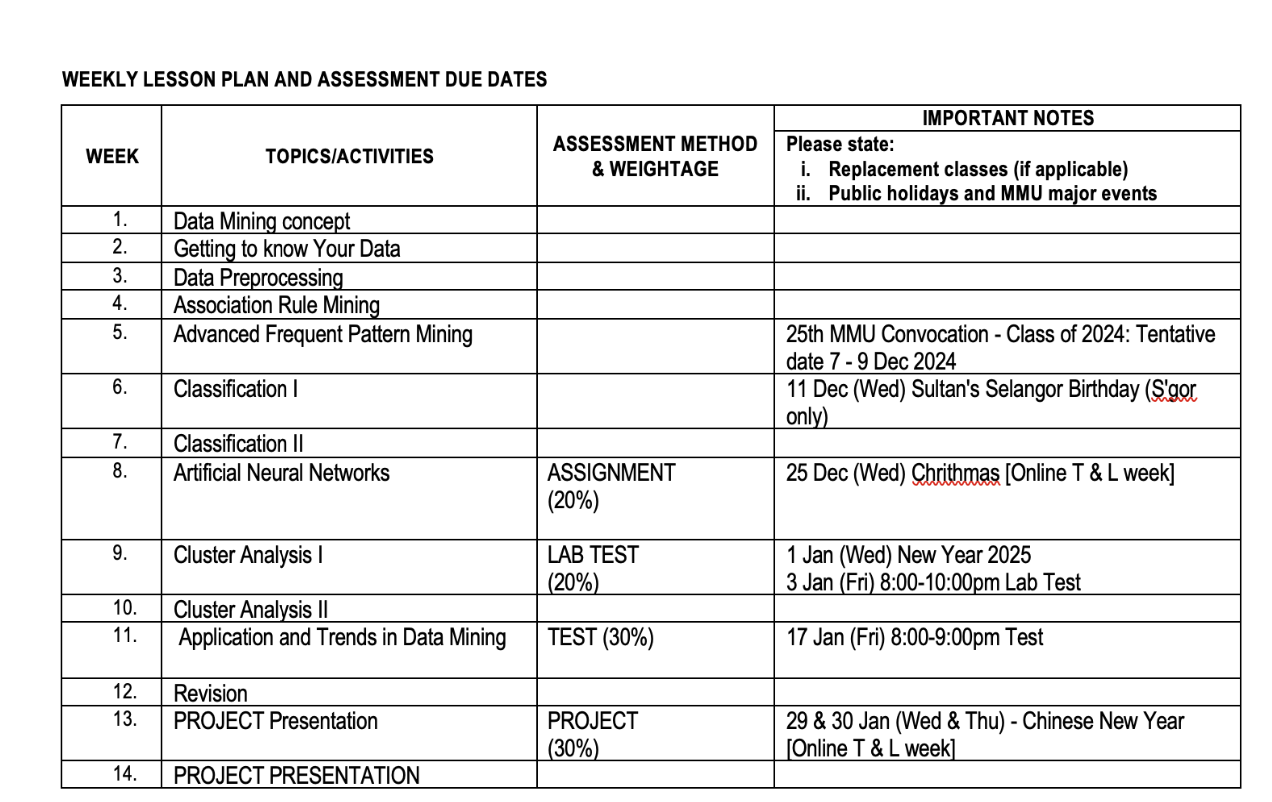 WEEKLY LESSON PLAN AND ASSESSMENT DUE DATES
WEEK
TOPICS/ACTIVITIES
ASSESSMENT METHOD
& WEIGHTAGE
IMPORTANT NOTES
Please state:
i. Replacement classes (if applicable)
ii. Public holidays and MMU major events
1. Data Mining concept
2. Getting to know Your Data
3. Data Preprocessing
4. Association Rule Mining
5. Advanced Frequent Pattern Mining
25th MMU Convocation - Class of 2024: Tentative
date 7 - 9 Dec 2024
6. Classification I
11 Dec (Wed) Sultan's Selangor Birthday (S'gor
only)
7. Classification II
8. Artificial Neural Networks
ASSIGNMENT
(20%)
25 Dec (Wed) Chrithmas [Online T & L week]
9. Cluster Analysis I
LAB TEST
(20%)
1 Jan (Wed) New Year 2025
3 Jan (Fri) 8:00-10:00pm Lab Test
10. Cluster Analysis II
11. Application and Trends in Data Mining
TEST (30%)
17 Jan (Fri) 8:00-9:00pm Test
12. Revision
13. PROJECT Presentation
PROJECT
(30%)
29 & 30 Jan (Wed & Thu) - Chinese New Year
[Online T & L week]
14. PROJECT PRESENTATION